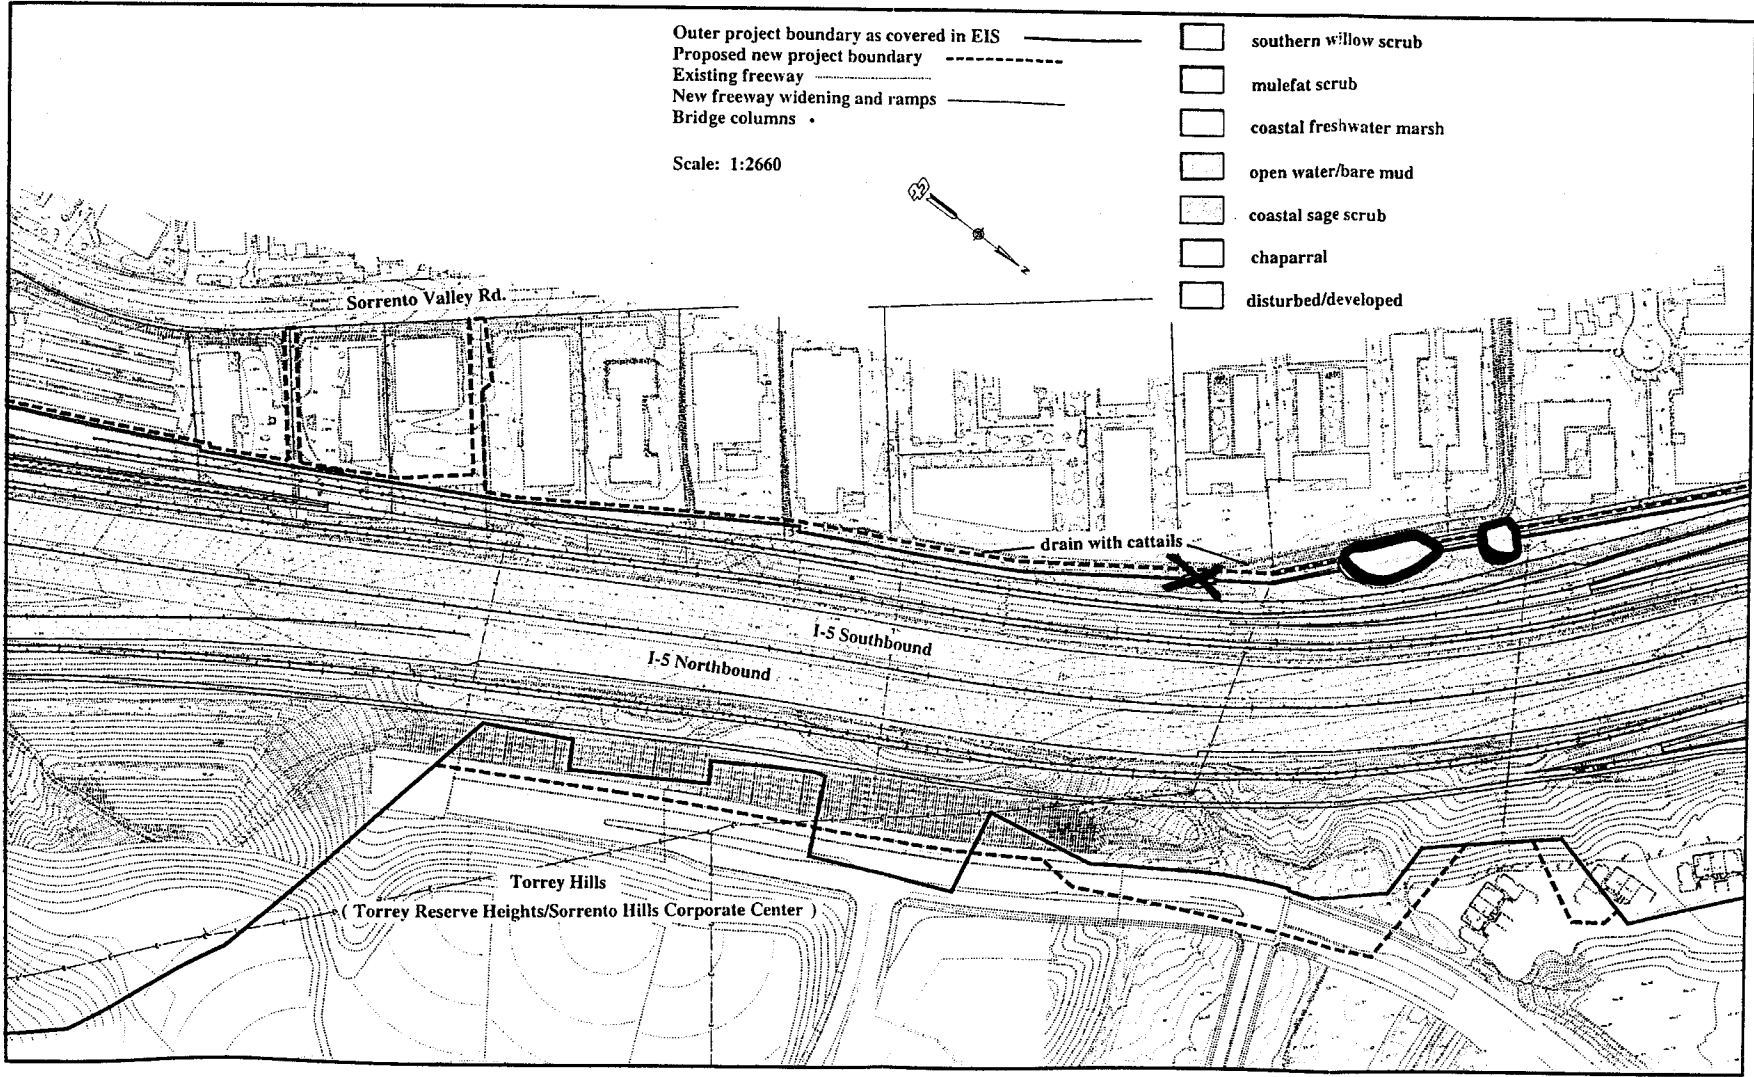 Outer project boundary as covered in EIS
Proposed new project boundary
Existing freeway
New freeway widening and ramps
Bridge columns
Scale: 1:2660
southern willow scrub
mulefat scrub
coastal freshwater marsh
open water/bare mud
coastal sage scrub
chaparral
disturbed/developed
N
Sorrento Valley Rd.
drain with cattails
I-5 Southbound
I-5 Northbound
Torrey Hills
( Torrey Reserve Heights/Sorrento Hills Corporate Center )